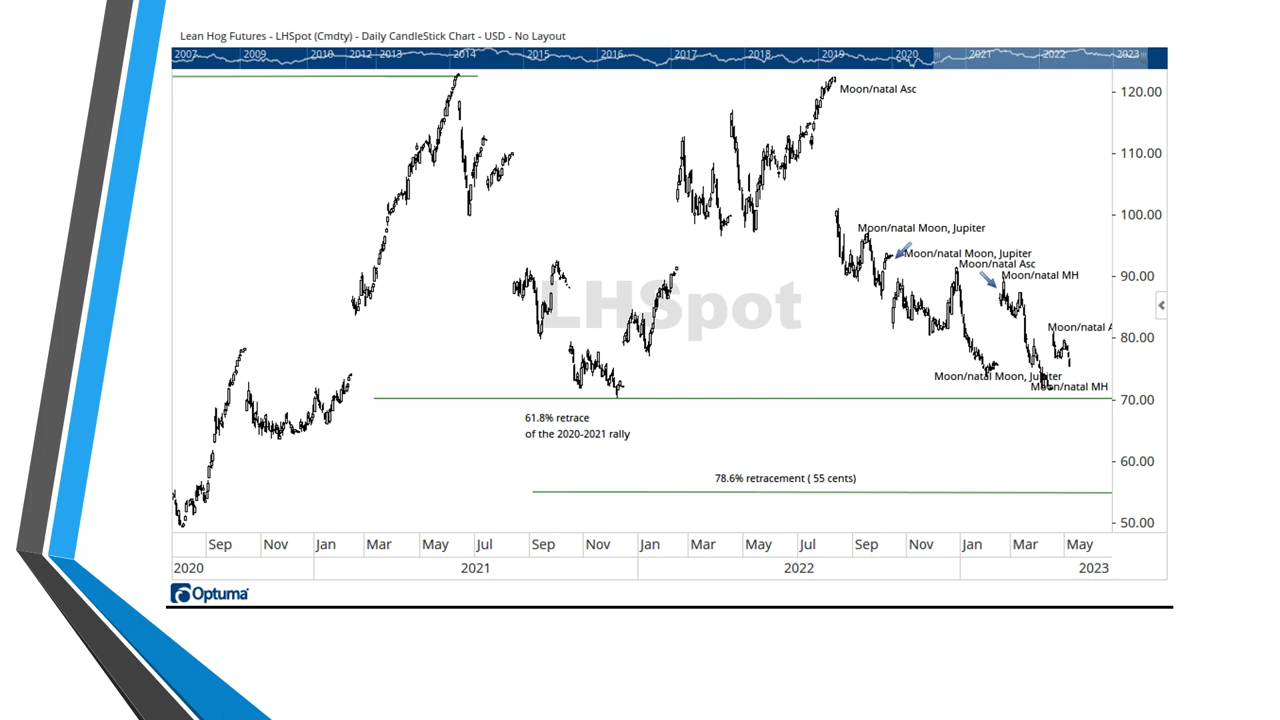 Lean Hog Futures - LHSpot (Cmdty) - Daily CandleStick Chart - USD - No Layout
2007 2009 2010 2012 2013 2014 2015 2016 2017 2018 2019 2020 2021 2022 2023
Moon/natal Asc
120.00
110.00
100.00
Moon/natal Moon, Jupiter
Moon/natal Moon, Jupiter
Moon/natal Asc
Moon/natal MH
90.00
LHSpot
Moon/natal A
80.00
Moon/natal Moon, Jupiter
Moon/natal MH
70.00
61.8% retrace
of the 2020-2021 rally
60.00
78.6% retracement ( 55 cents)
50.00
Sep Nov Jan Mar May Jul Sep Nov Jan Mar May Jul Sep Nov Jan Mar May
2020 2021 2022 2023
Optuma